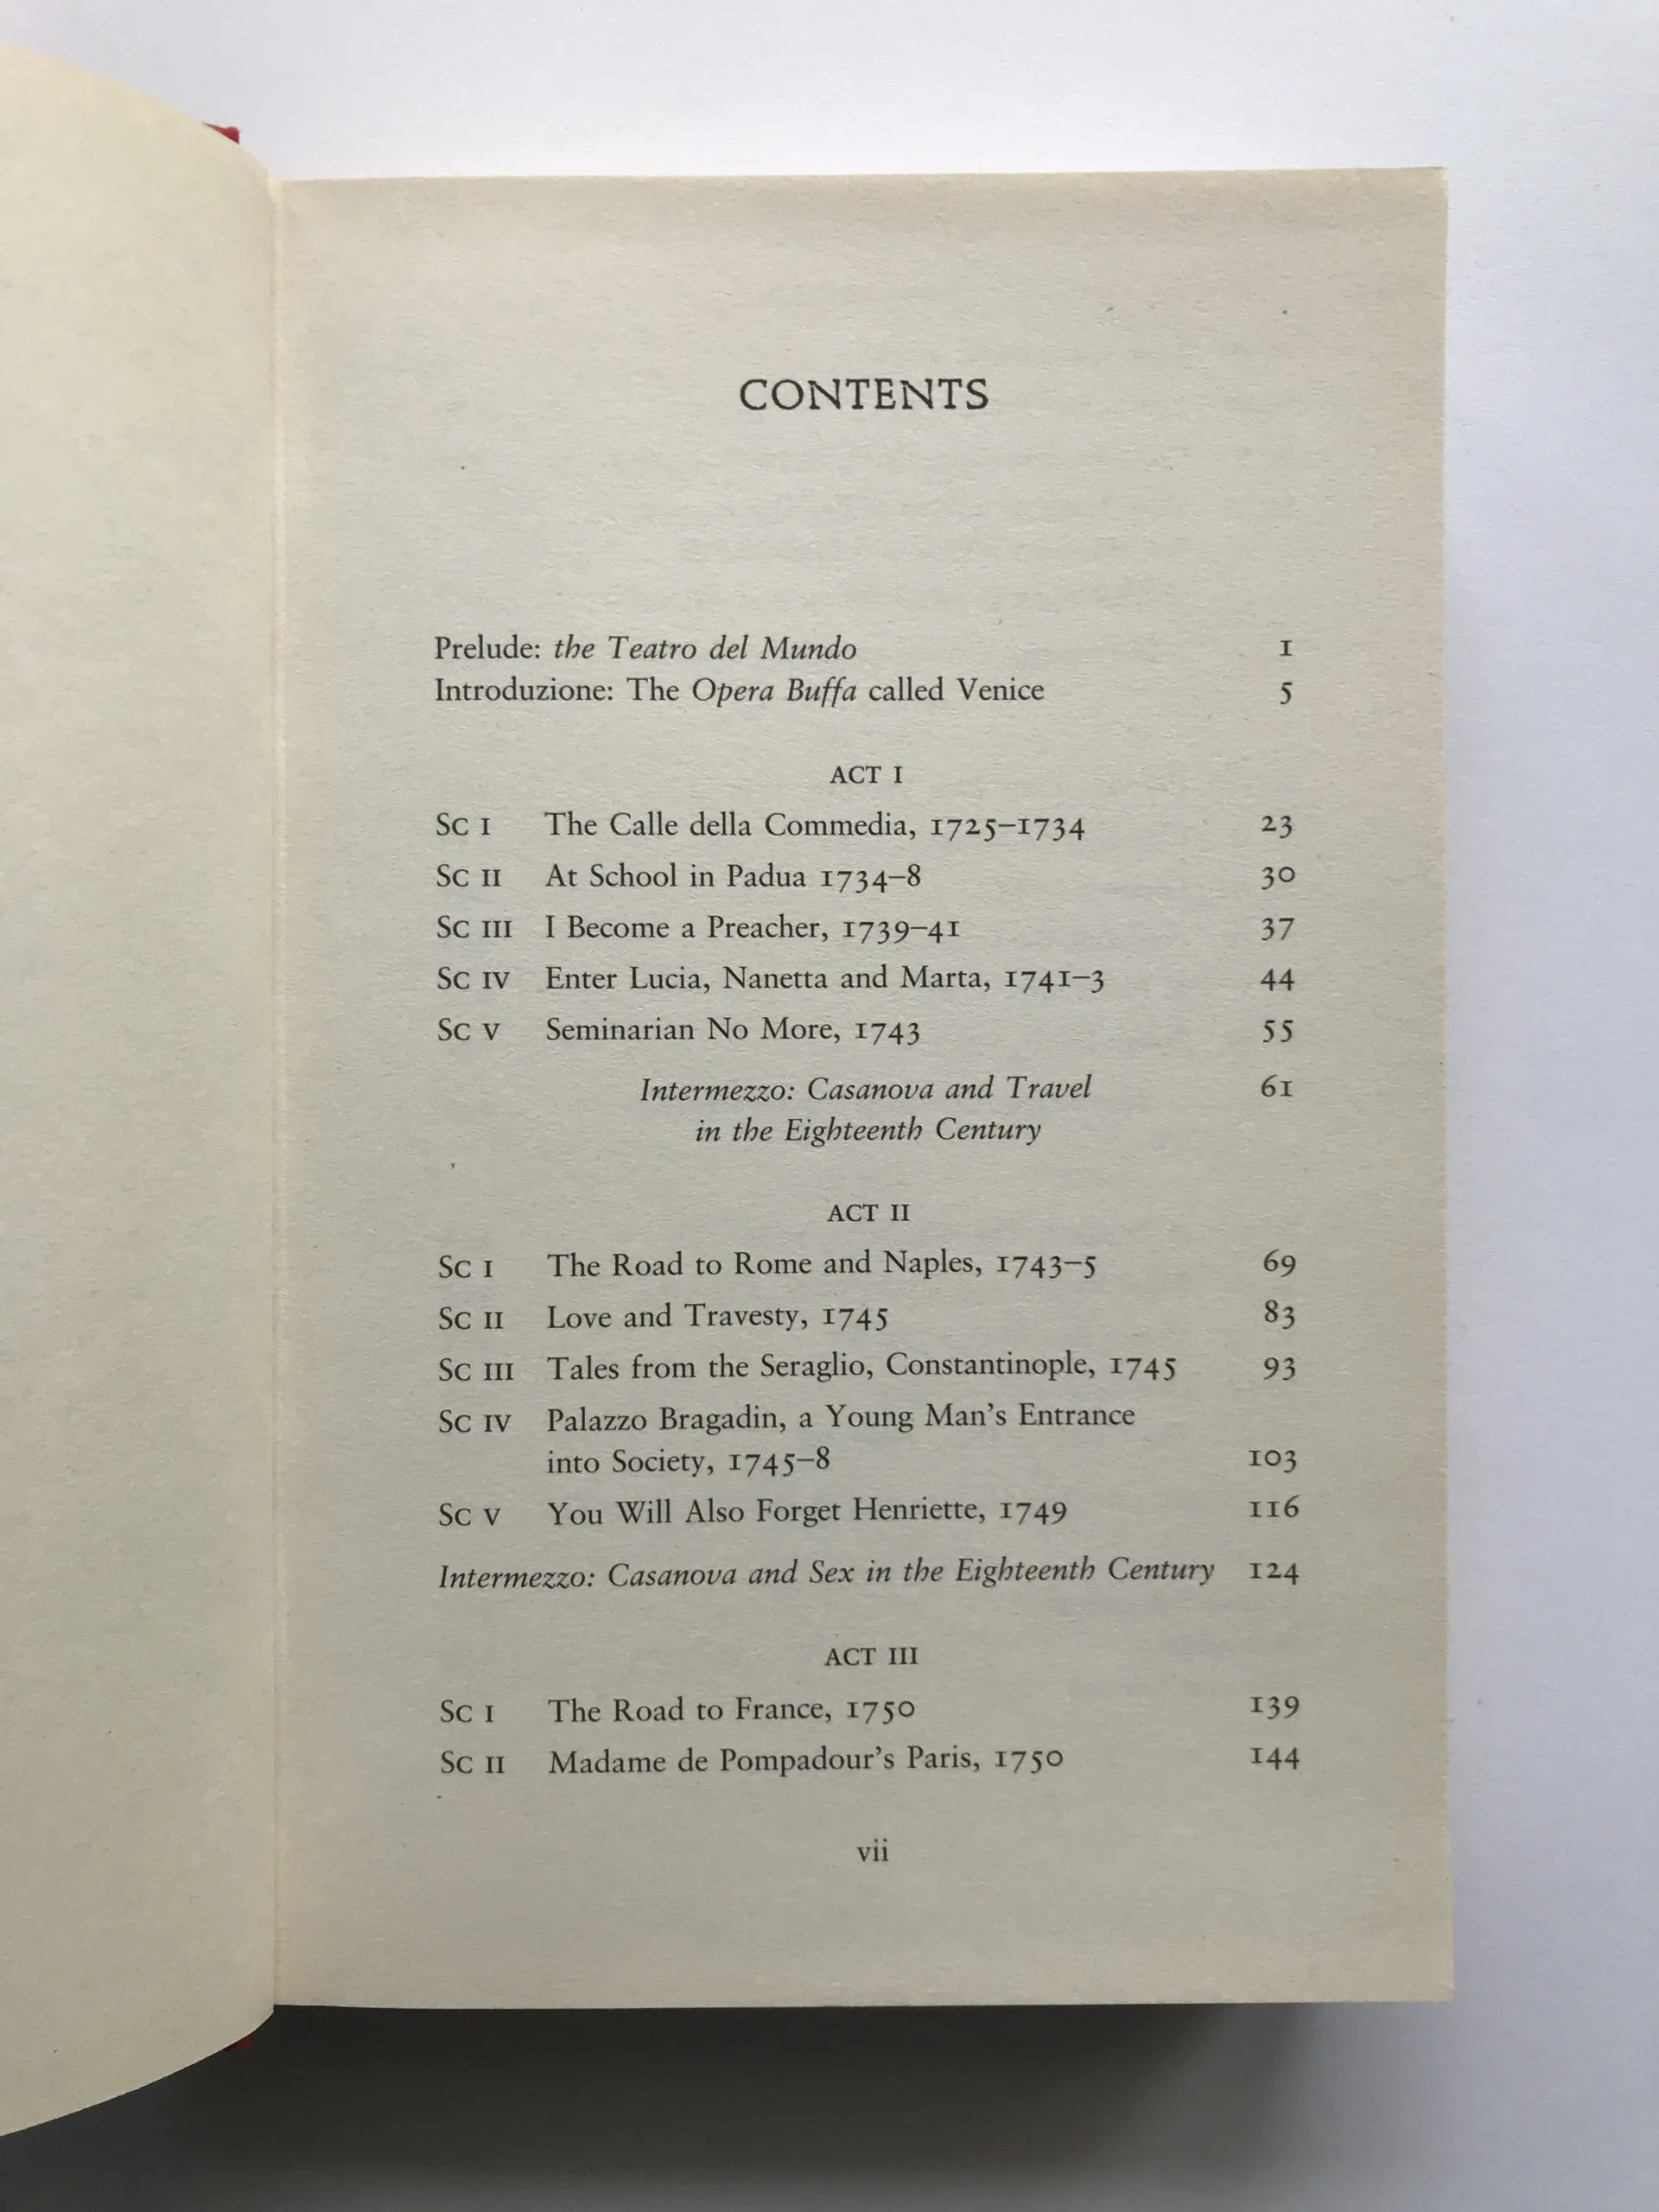 CONTENTS
Prelude: the Teatro del Mundo 1
Introduzione: The Opera Buffa called Venice 5
ACT I
Sc I The Calle della Commedia, 1725–1734 23
Sc II At School in Padua 1734–8 30
Sc III I Become a Preacher, 1739–41 37
Sc IV Enter Lucia, Nanetta and Marta, 1741–3 44
Sc V Seminarian No More, 1743 55
Intermezzo: Casanova and Travel 61
in the Eighteenth Century
ACT II
Sc I The Road to Rome and Naples, 1743–5 69
Sc II Love and Travesty, 1745 83
Sc III Tales from the Seraglio, Constantinople, 1745 93
Sc IV Palazzo Bragadin, a Young Man's Entrance
into Society, 1745–8 103
Sc V You Will Also Forget Henriette, 1749 116
Intermezzo: Casanova and Sex in the Eighteenth Century 124
ACT III
Sc I The Road to France, 1750 139
Sc II Madame de Pompadour's Paris, 1750 144
vii